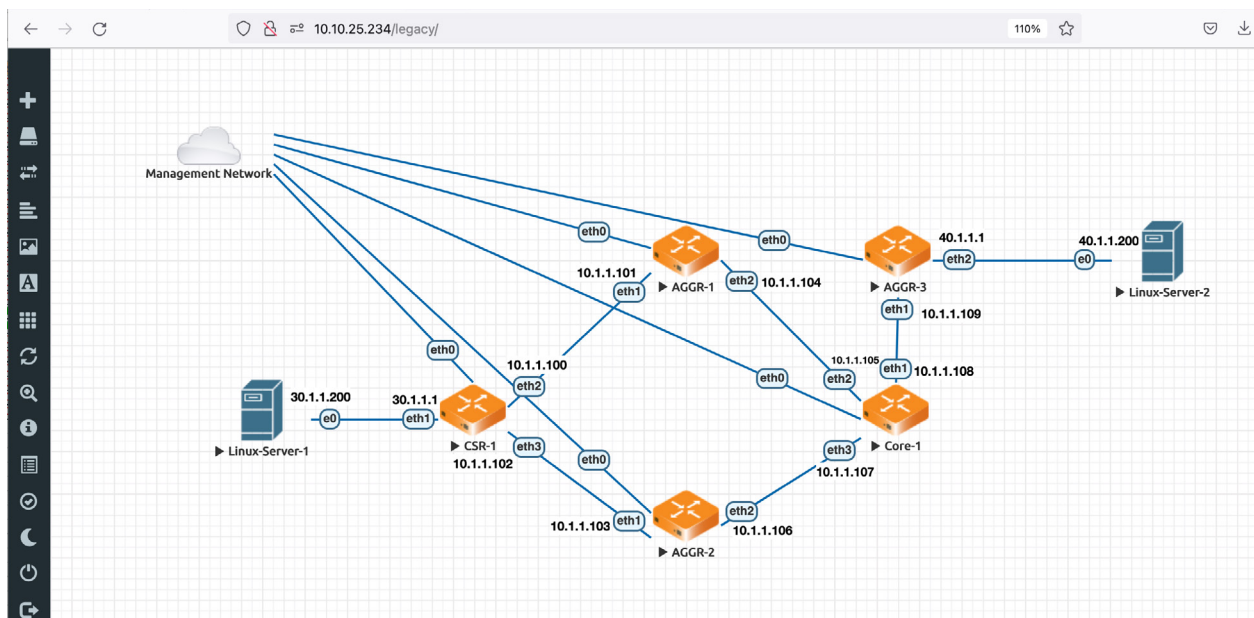 10.10.25.234/legacy/
110%
Management Network
eth0
eth0
10.1.1.101
eth1
AGGR-1
eth2
10.1.1.104
40.1.1.1
eth2
AGGR-3
40.1.1.200
e0
Linux-Server-2
eth1
10.1.1.109
eth0
10.1.1.100
eth2
eth0
10.1.1.105
eth2
eth1
10.1.1.108
30.1.1.200
e0
Linux-Server-1
30.1.1.1
eth1
CSR-1
eth3
10.1.1.102
eth0
Core-1
eth3
10.1.1.107
10.1.1.103
eth1
eth2
10.1.1.106
AGGR-2